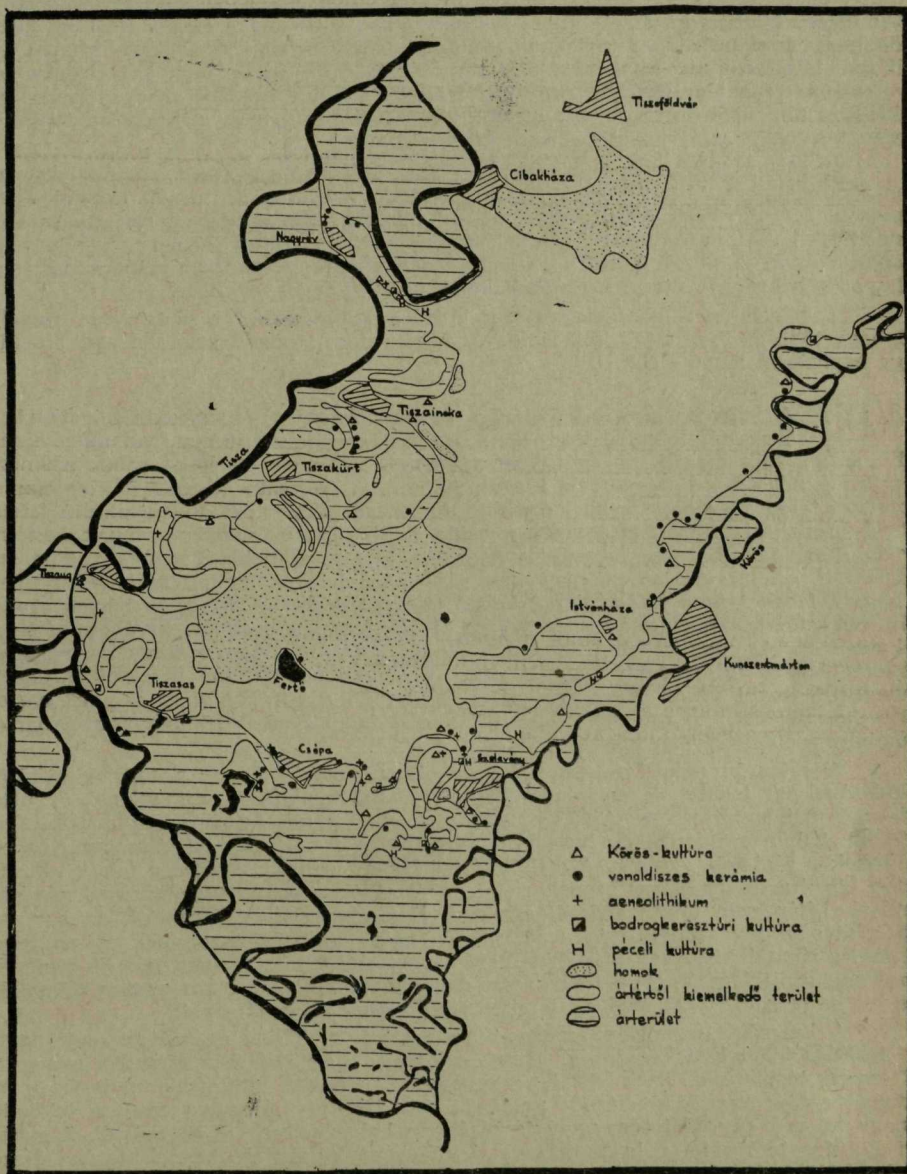 Tiszaföldvár
Cibakháza
Nagyrév
Tiszainoka
Tisza
Tiszakürt
Körös
Tiszaug
Istvánháza
Kunszentmárton
Fertő
Tiszasas
Csépa
Szelevény
△ Körös-kultúra
● vonaldíszes kerámia
+ aeneolithikum
bodrogkeresztúri kultúra
H péceli kultúra
homok
ártérből kiemelkedő terület
árterület